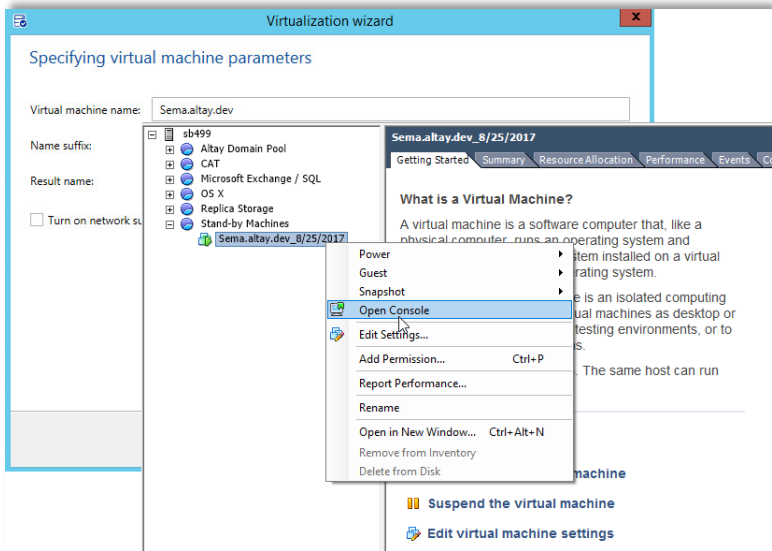 Virtualization wizard
x
Specifying virtual machine parameters
Virtual machine name:
Sema.altay.dev
Name suffix:
Result name:
Turn on network su
sb499
Altay Domain Pool
CAT
Microsoft Exchange / SQL
OS X
Replica Storage
Stand-by Machines
Sema.altay.dev_8/25/2017
Sema.altay.dev_8/25/2017
Getting Started Summary Resource Allocation Performance Events Co
What is a Virtual Machine?
A virtual machine is a software computer that, like a
physical computer, runs an operating system and
stem installed on a virtual
rating system.
e is an isolated computing
ual machines as desktop or
testing environments, or to
s.
. The same host can run
Power
Guest
Snapshot
Open Console
Edit Settings...
Add Permission... Ctrl+P
Report Performance...
Rename
Open in New Window... Ctrl+Alt+N
Remove from Inventory
Delete from Disk
machine
Suspend the virtual machine
Edit virtual machine settings